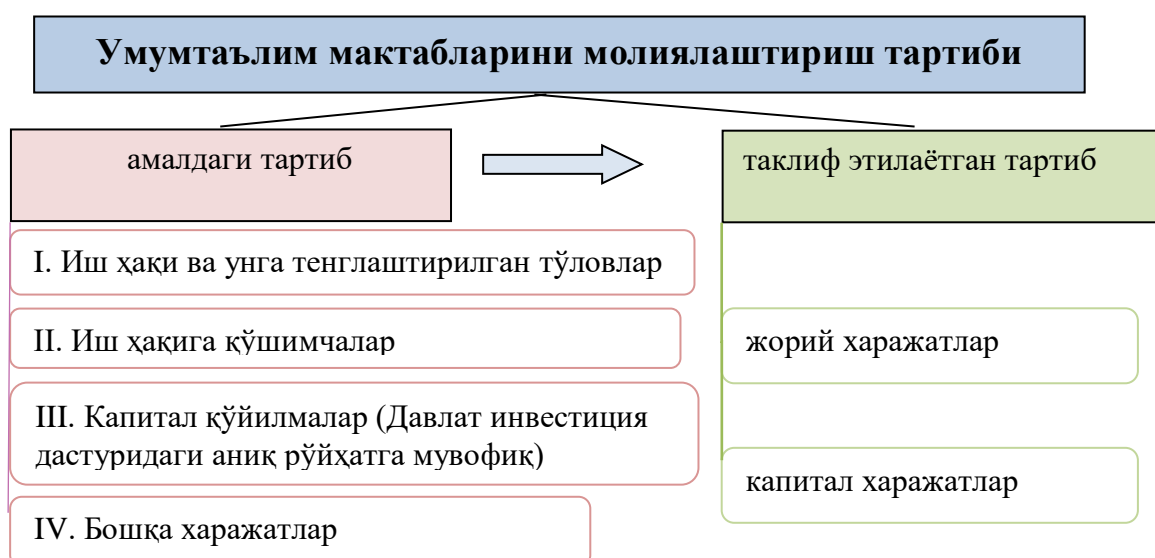 Умумтаълим мактабларини молиялаштириш тартиби
амалдаги тартиб
таклиф этилаётган тартиб
I. Иш ҳақи ва унга тенглаштирилган тўловлар
II. Иш ҳақига қўшимчалар
III. Капитал қўйилмалар (Давлат инвестиция
дастуридаги аниқ рўйҳатга мувофиқ)
IV. Бошқа харажатлар
жорий харажатлар
капитал харажатлар